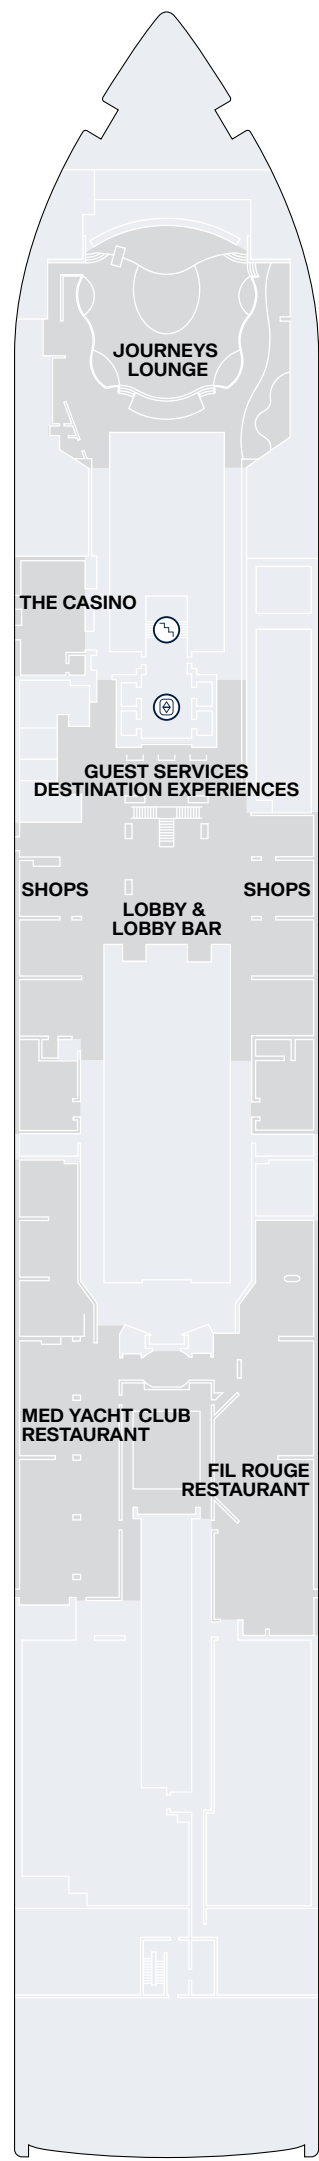 JOURNEYS
LOUNGE
THE CASINO
GUEST SERVICES
DESTINATION EXPERIENCES
SHOPS
SHOPS
LOBBY &
LOBBY BAR
MED YACHT CLUB
RESTAURANT
FIL ROUGE
RESTAURANT